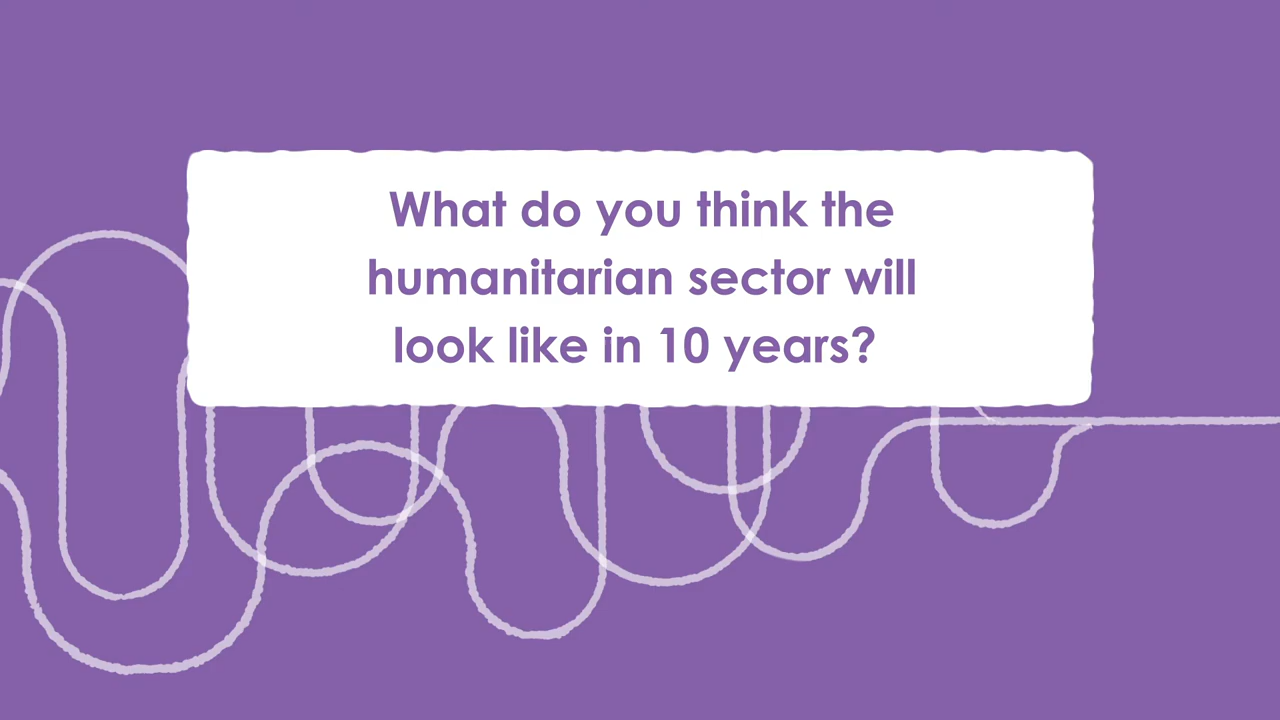 What do you think the
humanitarian sector will
look like in 10 years?